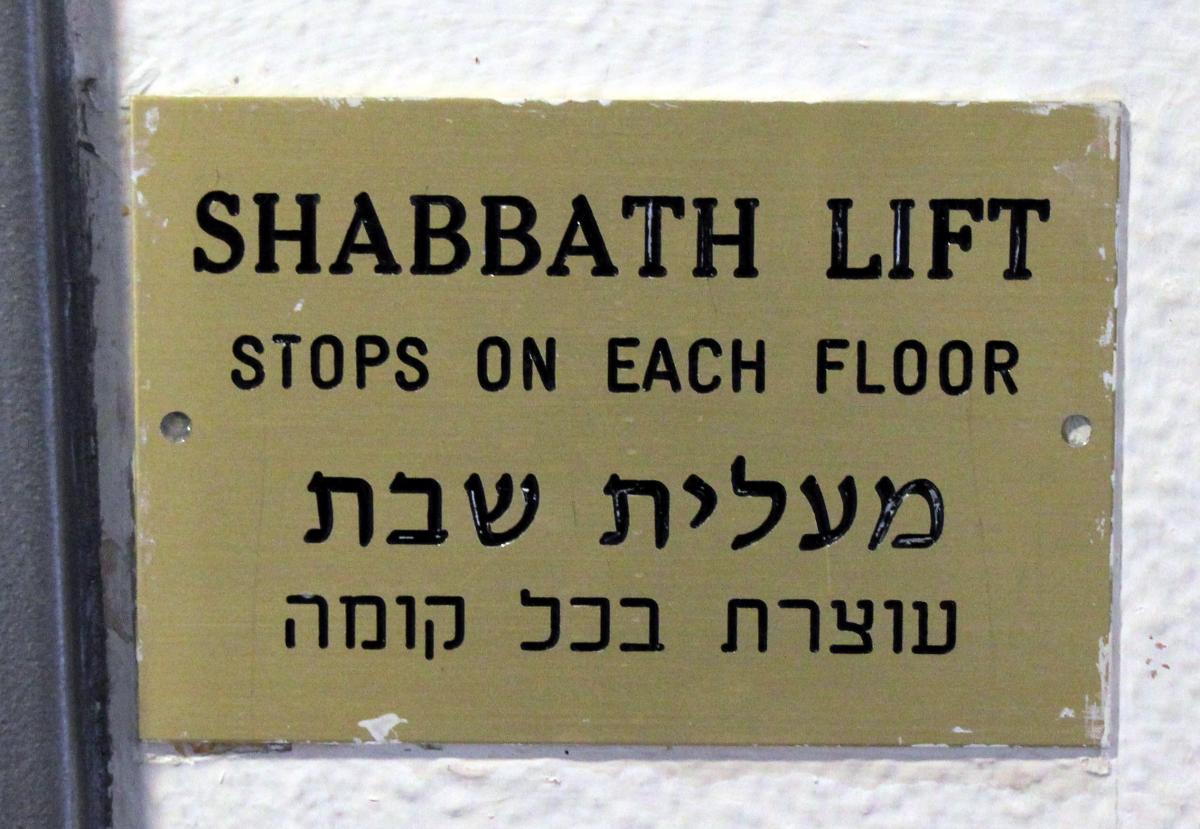 SHABBATH LIFT
STOPS ON EACH FLOOR
מעלית שבת
עוצרת בכל קומה